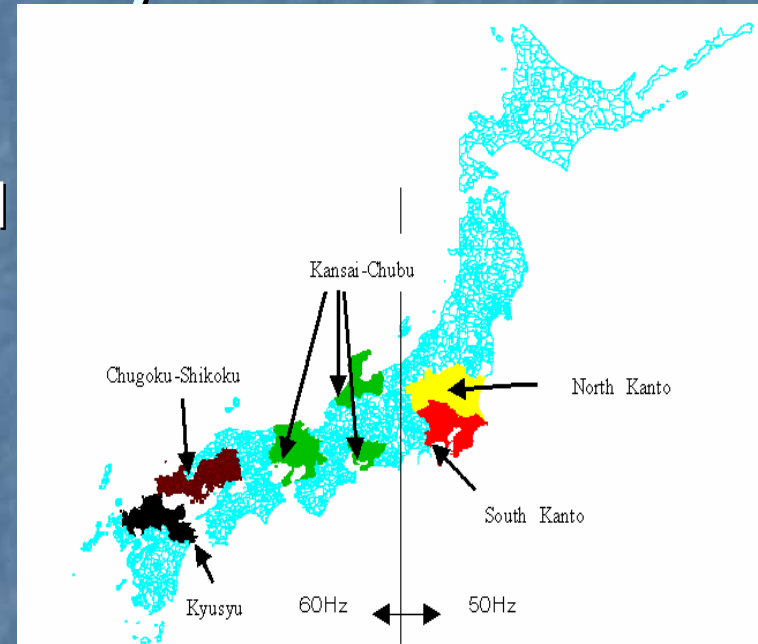 Kansai-Chubu
Chugoku-Shikoku
North Kanto
South Kanto
Kyusyu
60Hz
50Hz